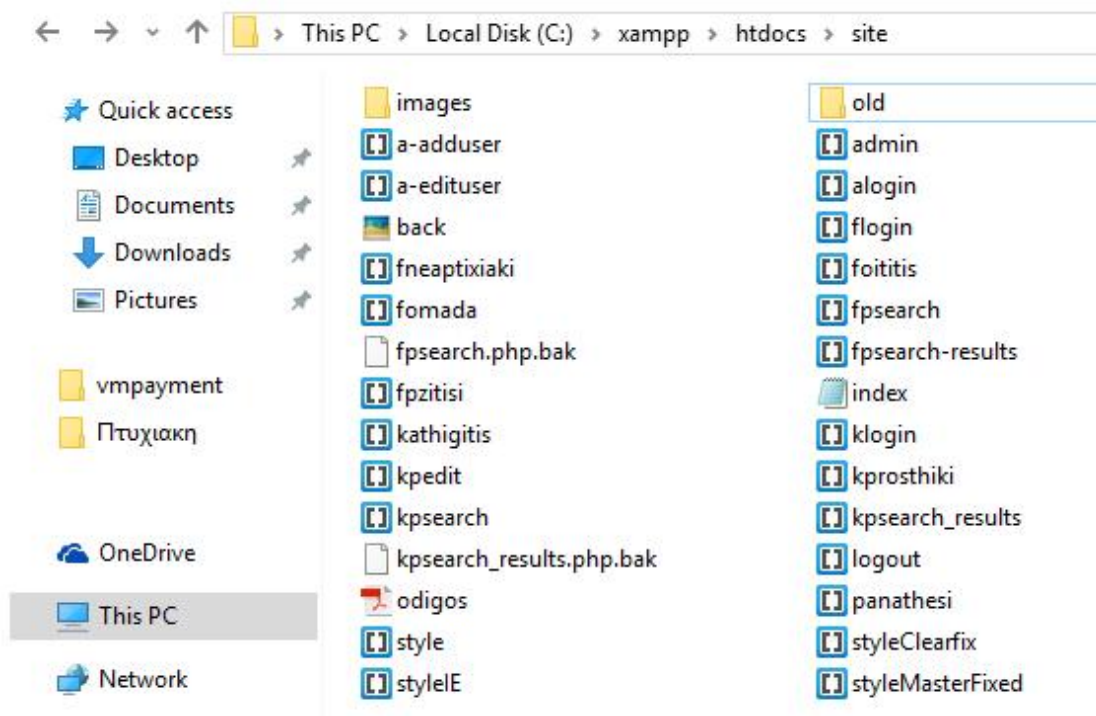 This PC > Local Disk (C:) > xampp > htdocs > site
Quick access
Desktop
Documents
Downloads
Pictures
vmpayment
Πτυχιακη
OneDrive
This PC
Network
images
a-adduser
a-edituser
back
fneaptixiaki
fomada
fpsearch.php.bak
fpzitisi
kathigitis
kpedit
kpsearch
kpsearch_results.php.bak
odigos
style
styleIE
old
admin
alogin
flogin
foititis
fpsearch
fpsearch-results
index
klogin
kprosthiki
kpsearch_results
logout
panathesi
styleClearfix
styleMasterFixed